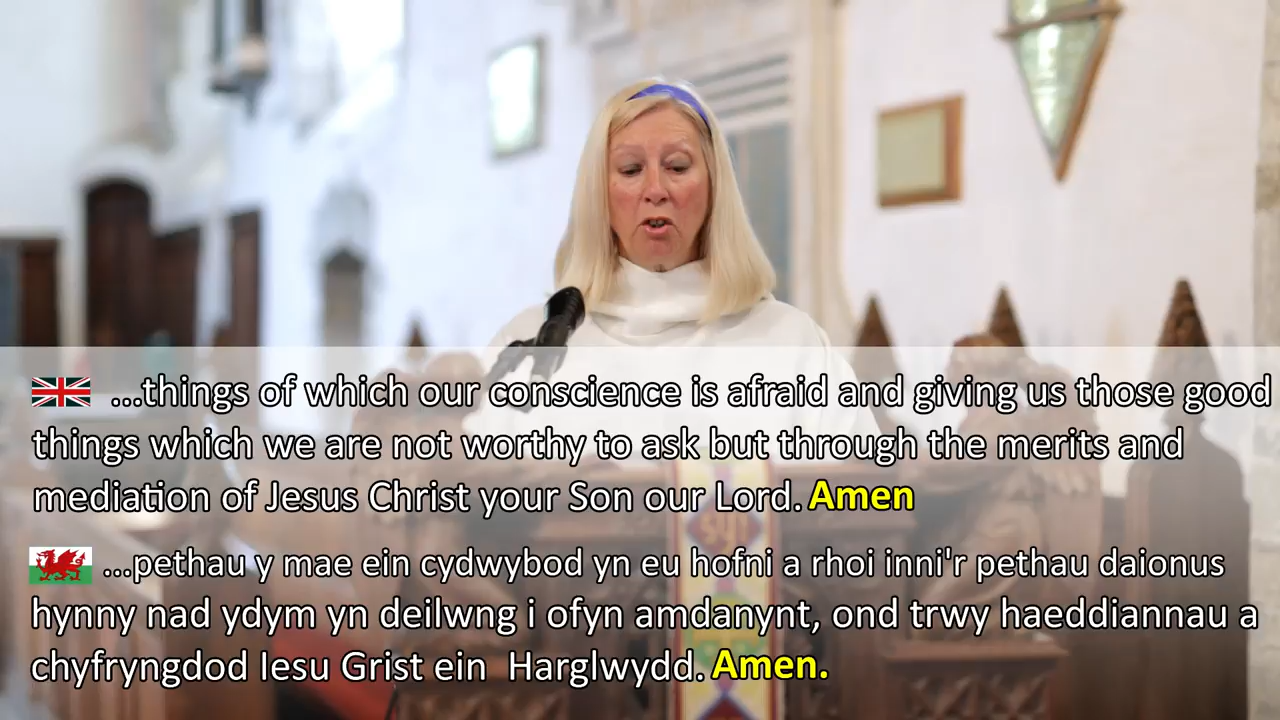 ...things of which our conscience is afraid and giving us those good
things which we are not worthy to ask but through the merits and
mediation of Jesus Christ your Son our Lord. Amen
...pethau y mae ein cydwybod yn eu hofni a rhoi inni'r pethau daionus
hynny nad ydym yn deilwng i ofyn amdanynt, ond trwy haeddiannau a
chyfryngdod Iesu Grist ein  Harglwydd. Amen.